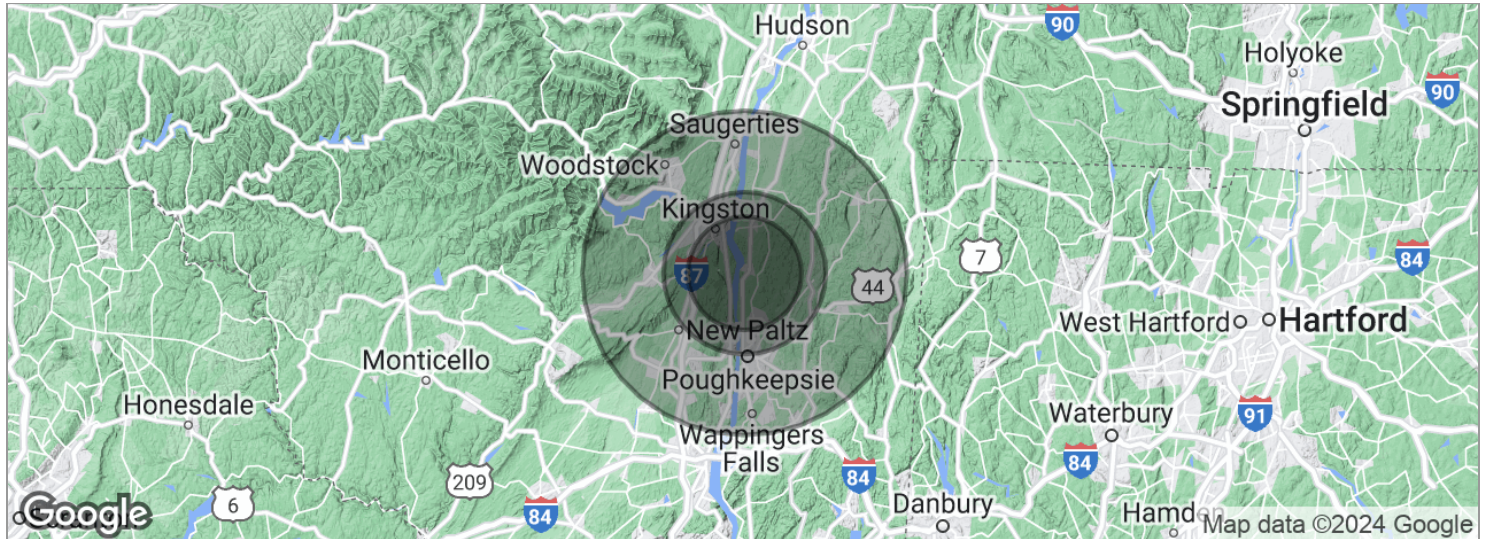 Hudson
90
Holyoke
90
Springfield
Saugerties
Woodstock
Kingston
87
7
84
44
New Paltz
West Hartford
Hartford
Monticello
Poughkeepsie
Honesdale
Waterbury
91
Wappingers
Falls
84
84
209
6
84
Danbury
Google
Map data ©2024 Google